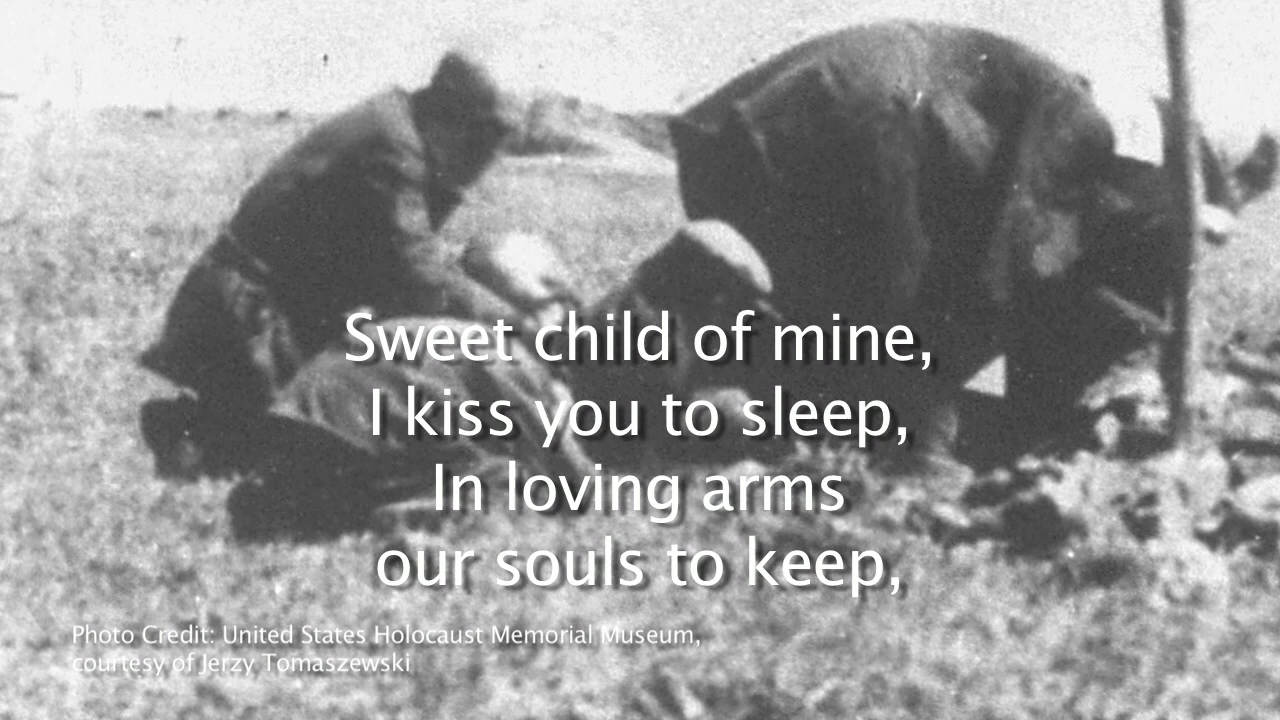 Sweet child of mine,
I kiss you to sleep,
In loving arms
our souls to keep,
Photo Credit: United States Holocaust Memorial Museum,
courtesy of Jerzy Tomaszewski